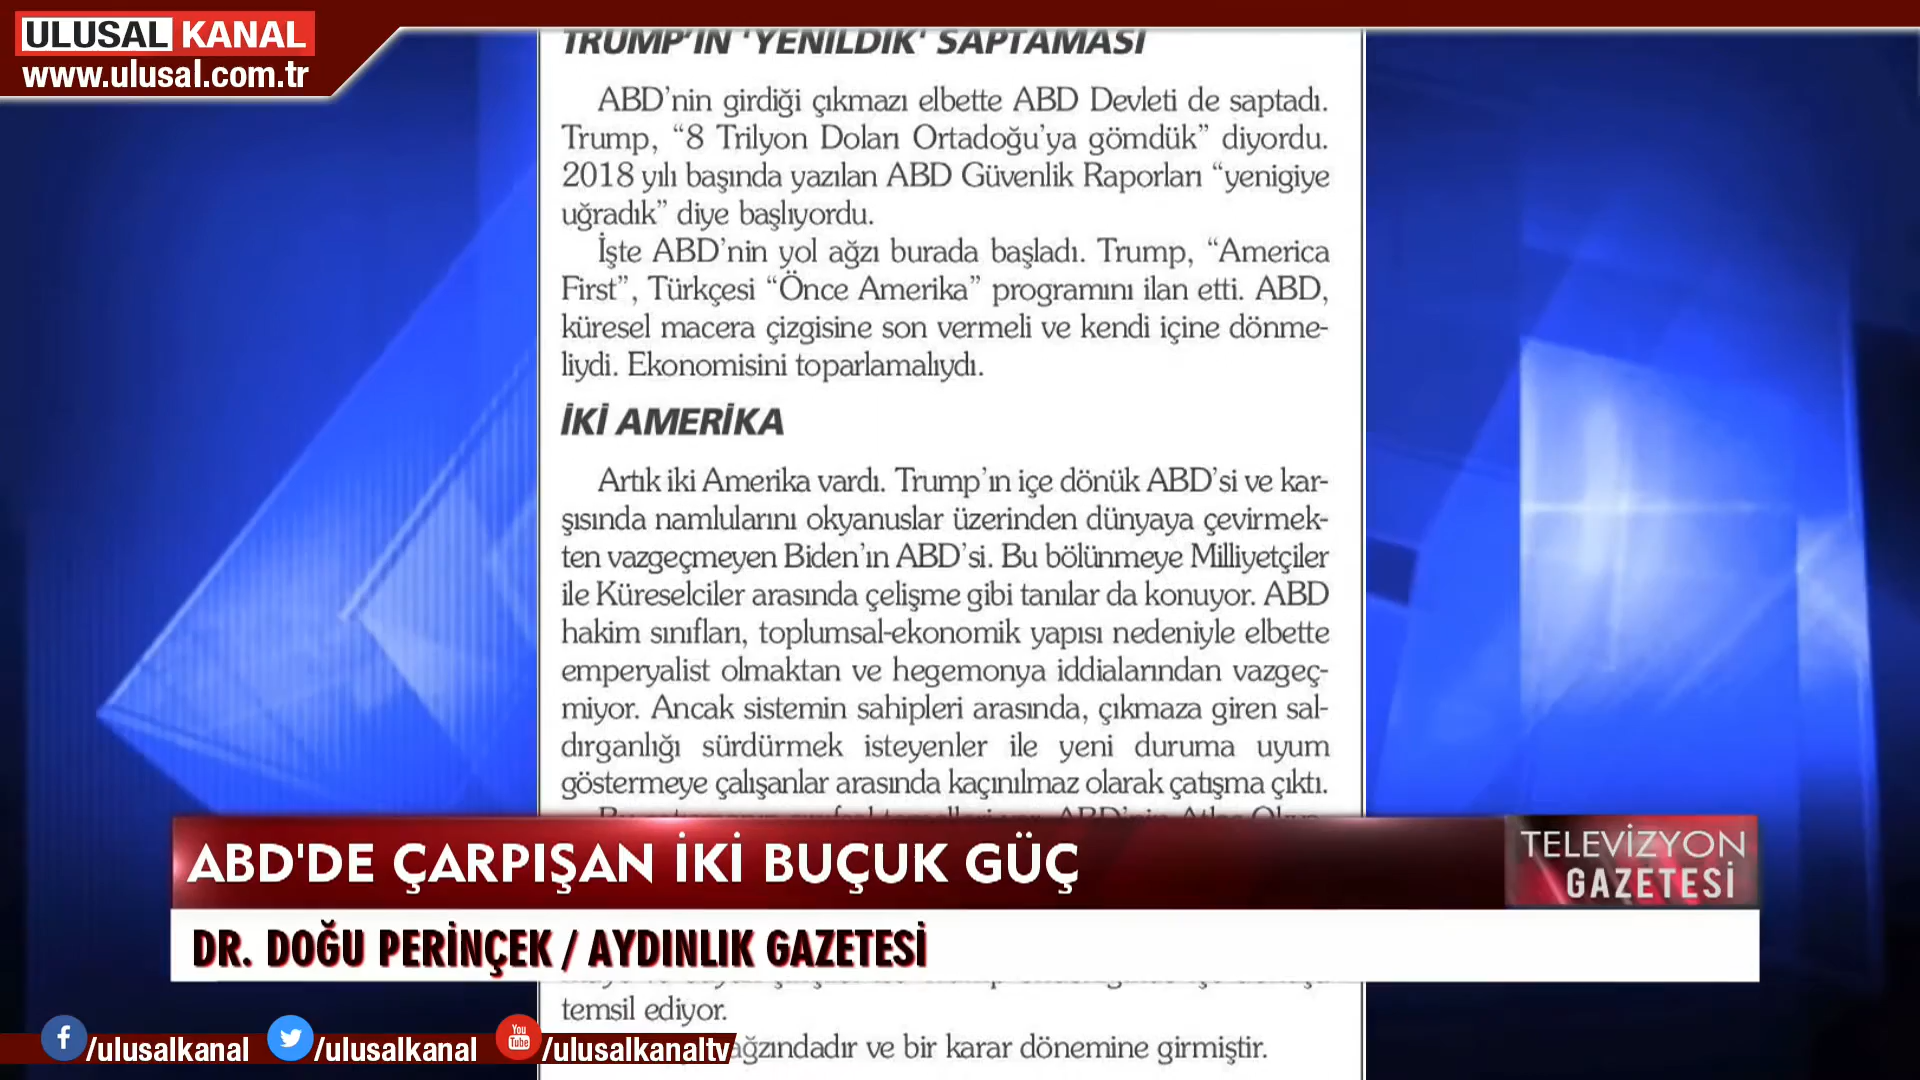 ULUSAL KANAL
www.ulusal.com.tr
TRUMP'IN 'YENİLDİK' SAPTAMASI
ABD’nin girdiği çıkmazı elbette ABD Devleti de saptadı.
Trump, “8 Trilyon Doları Ortadoğu’ya gömdük” diyordu.
2018 yılı başında yazılan ABD Güvenlik Raporları “yenigiye
uğradık” diye başlıyordu.
İşte ABD’nin yol ağzı burada başladı. Trump, “America
First”, Türkçesi “Önce Amerika” programını ilan etti. ABD,
küresel macera çizgisine son vermeli ve kendi içine dönme-
liydi. Ekonomisini toparlamalıydı.
İKİ AMERİKA
Artık iki Amerika vardı. Trump’ın içe dönük ABD’si ve kar-
şısında namlularını okyanuslar üzerinden dünyaya çevirmek-
ten vazgeçmeyen Biden’ın ABD’si. Bu bölünmeye Milliyetçiler
ile Küreselciler arasında çelişme gibi tanılar da konuyor. ABD
hakim sınıfları, toplumsal-ekonomik yapısı nedeniyle elbette
emperyalist olmaktan ve hegemonya iddialarından vazgeç-
miyor. Ancak sistemin sahipleri arasında, çıkmaza giren sal-
dırganlığı sürdürmek isteyenler ile yeni duruma uyum
göstermeye çalışanlar arasında kaçınılmaz olarak çatışma çıktı.
ABD'DE ÇARPIŞAN İKİ BUÇUK GÜÇ
TELEVİZYON
GAZETESİ
DR. DOĞU PERİNÇEK / AYDINLIK GAZETESİ
temsil ediyor.
ağzındadır ve bir karar dönemine girmiştir.
/ulusalkanal
/ulusalkanal
You
Tube
/ulusalkanaltv